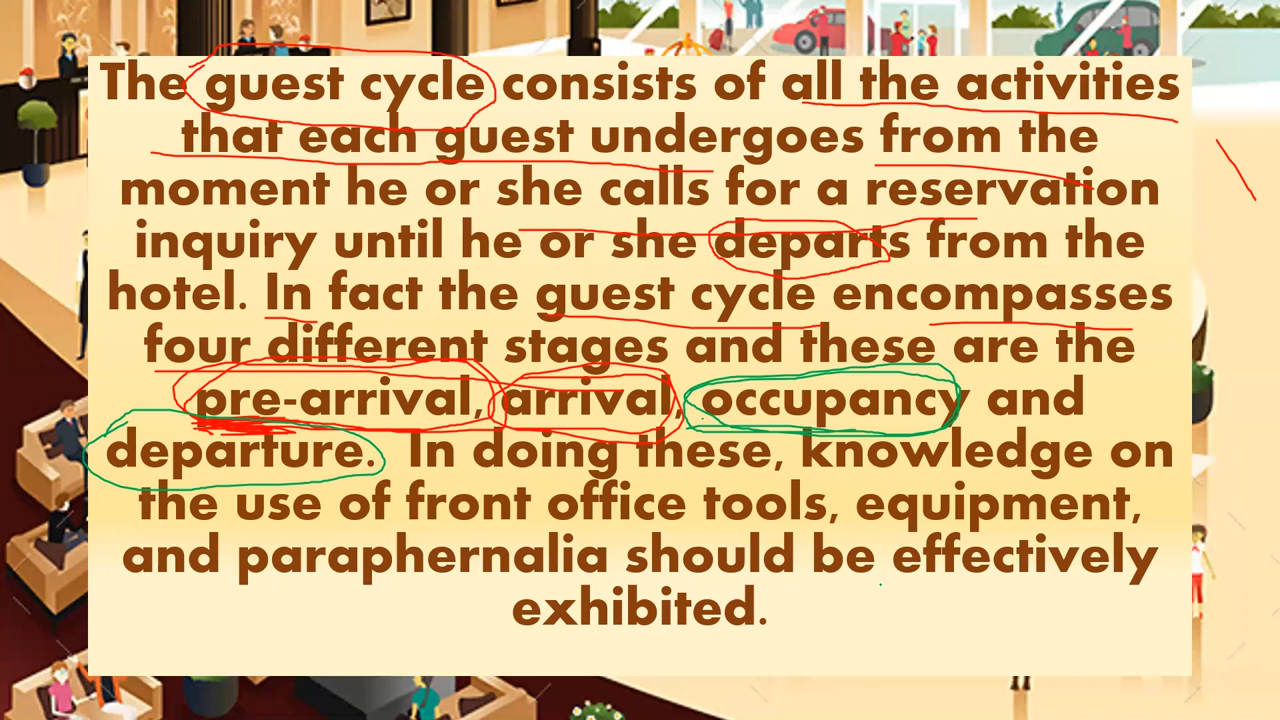 The guest cycle consists of all the activities
that each guest undergoes from the
moment he or she calls for a reservation
inquiry until he or she departs from the
hotel. In fact the guest cycle encompasses
four different stages and these are the
pre-arrival, arrival, occupancy and
departure.  In doing these, knowledge on
the use of front office tools, equipment,
and paraphernalia should be effectively
exhibited.